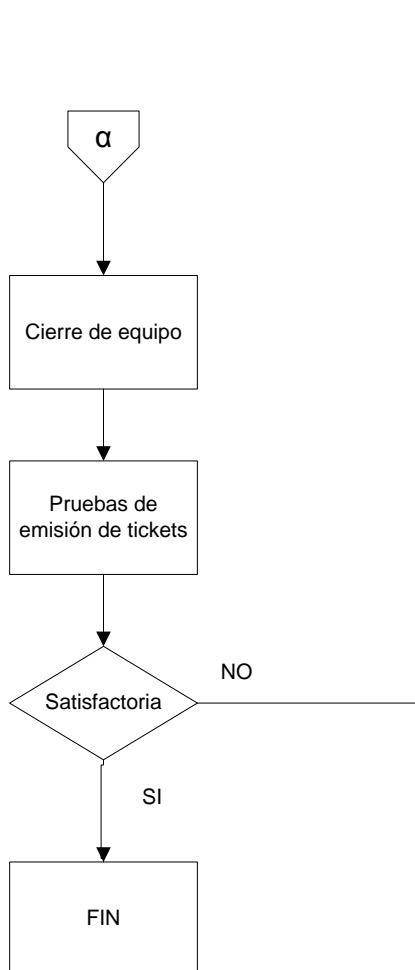 α
Cierre de equipo
Pruebas de
emisión de tickets
Satisfactoria
NO
SI
FIN